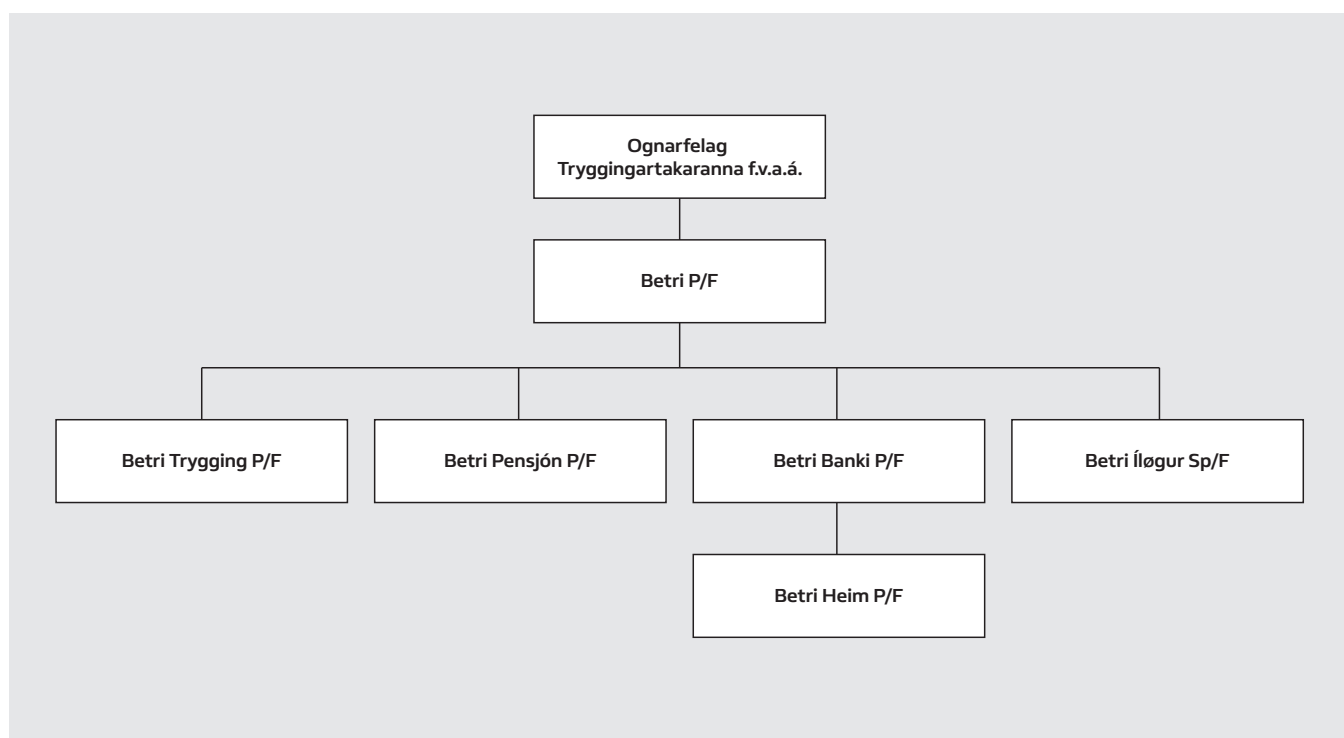 Ognarfelag
Tryggingartakaranna f.v.a.á.
Betri P/F
Betri Trygging P/F
Betri Pensjón P/F
Betri Banki P/F
Betri Íløgur Sp/F
Betri Heim P/F